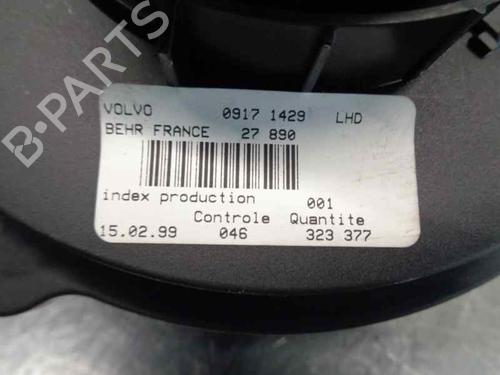 VOLVO 0917 1429 LHD
BEHR FRANCE 27 890
index production 001
Controle Quantite
15.02.99 046 323 377
B-PARTS